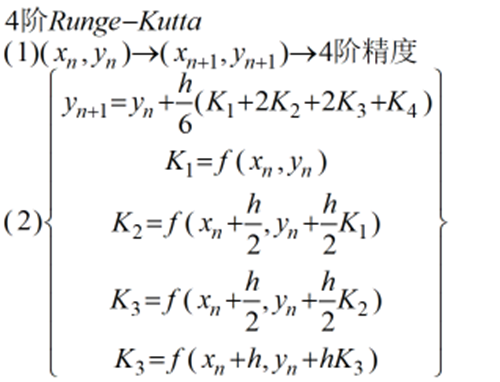 4阶Runge−Kutta
(1)(xₙ,yₙ)→(xₙ₊₁,yₙ₊₁)→4阶精度
yₙ₊₁=yₙ+h/6(K₁+2K₂+2K₃+K₄)
K₁=f(xₙ,yₙ)
(2){K₂=f(xₙ+h/2,yₙ+h/2K₁)}
K₃=f(xₙ+h/2,yₙ+h/2K₂)
K₃=f(xₙ+h,yₙ+hK₃)